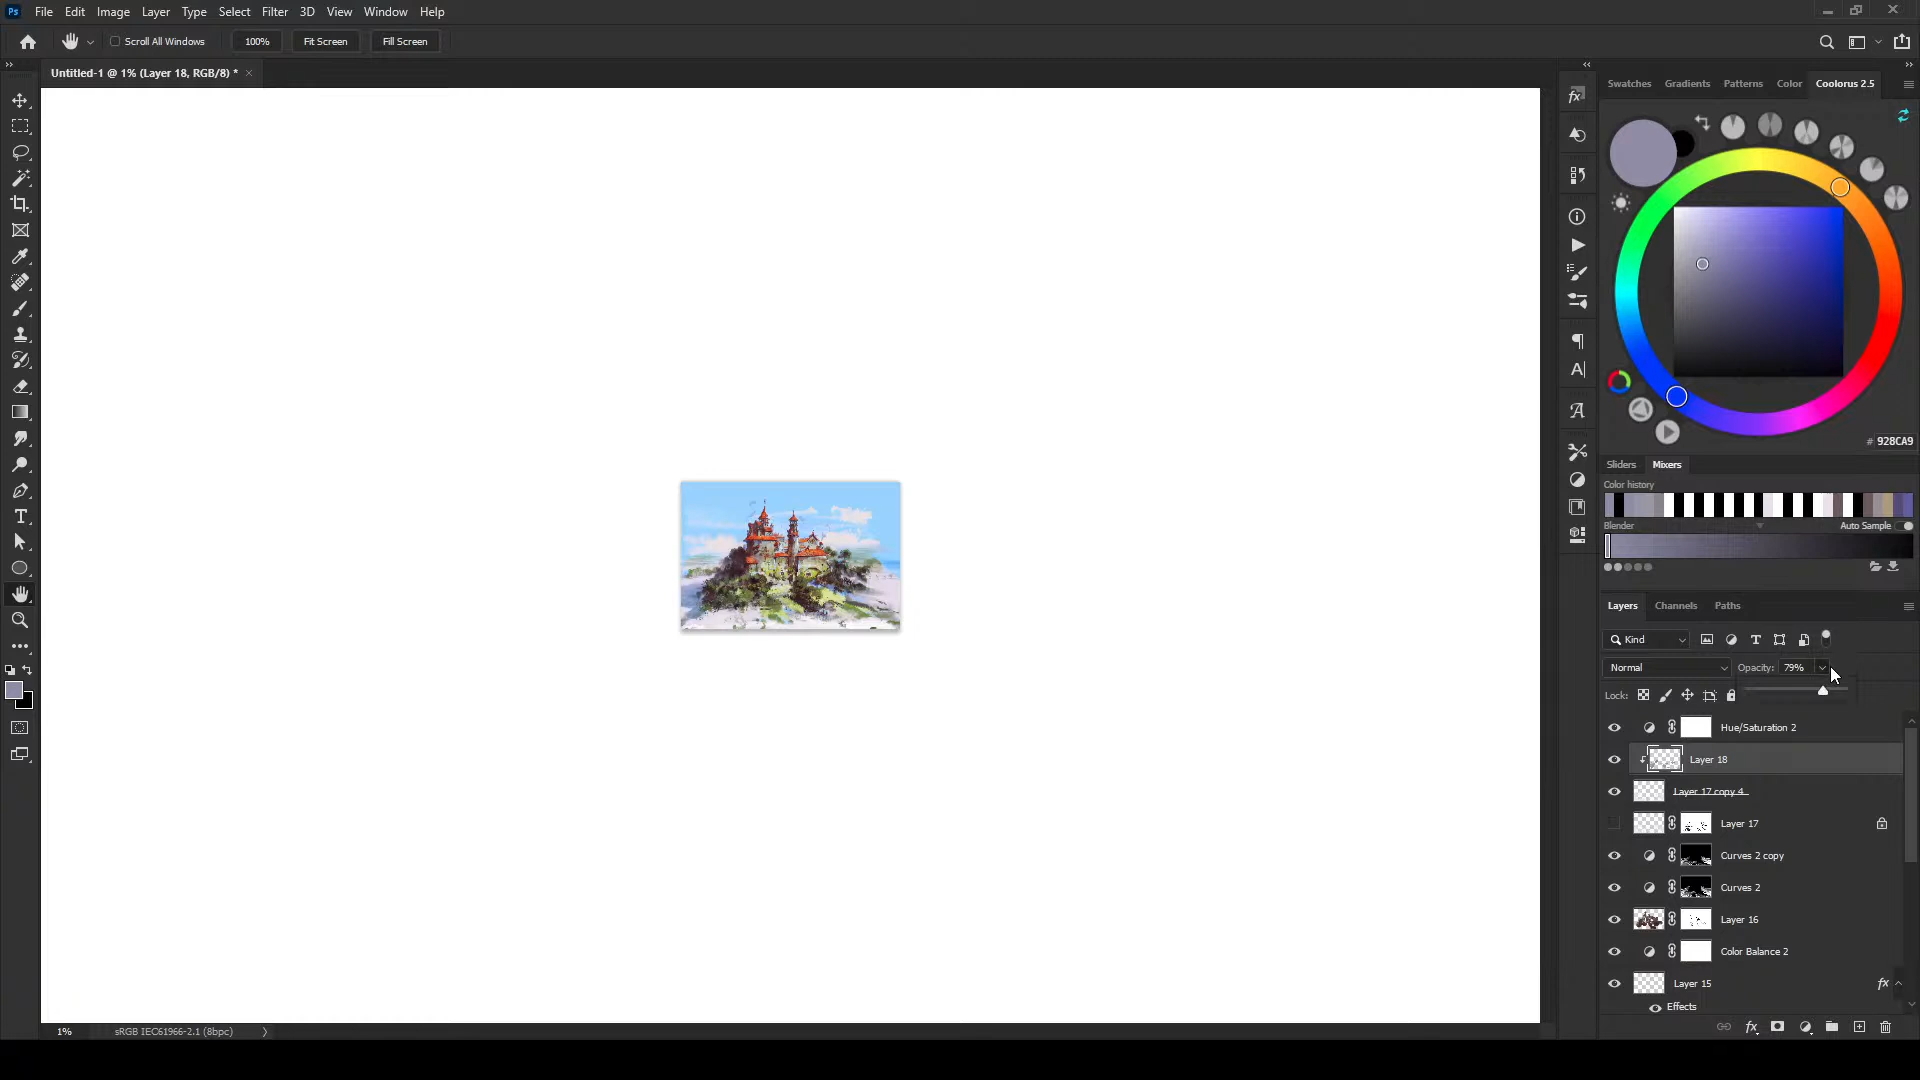 Ps File Edit Image Layer Type Select Filter 3D View Window Help
Scroll All Windows 100% Fit Screen Fill Screen
Untitled-1 @ 1% (Layer 18, RGB/8) *
Swatches Gradients Patterns Color Coolorus 2.5
# 928CA9
Sliders Mixers
Color history
Blender Auto Sample
Layers Channels Paths
Kind
Normal Opacity: 79%
Lock:
Hue/Saturation 2
Layer 18
Layer 17 copy 4
Layer 17
Curves 2 copy
Curves 2
Layer 16
Color Balance 2
Layer 15 fx
Effects
1% sRGB IEC61966-2.1 (8bpc)